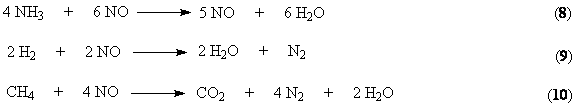 4 NH₃ + 6 NO ⟶ 5 NO + 6 H₂O (8)
2 H₂ + 2 NO ⟶ 2 H₂O + N₂ (9)
CH₄ + 4 NO ⟶ CO₂ + 4 N₂ + 2 H₂O (10)